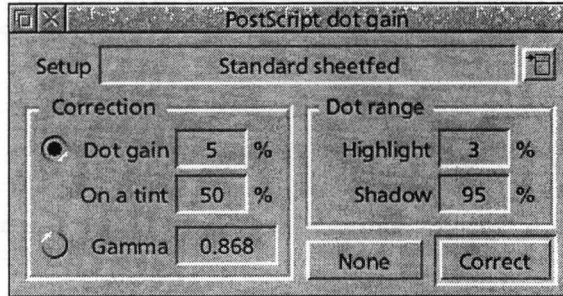 PostScript dot gain
Setup Standard sheetfed
Correction
Dot gain 5 %
On a tint 50 %
Gamma 0.868
Dot range
Highlight 3 %
Shadow 95 %
None Correct